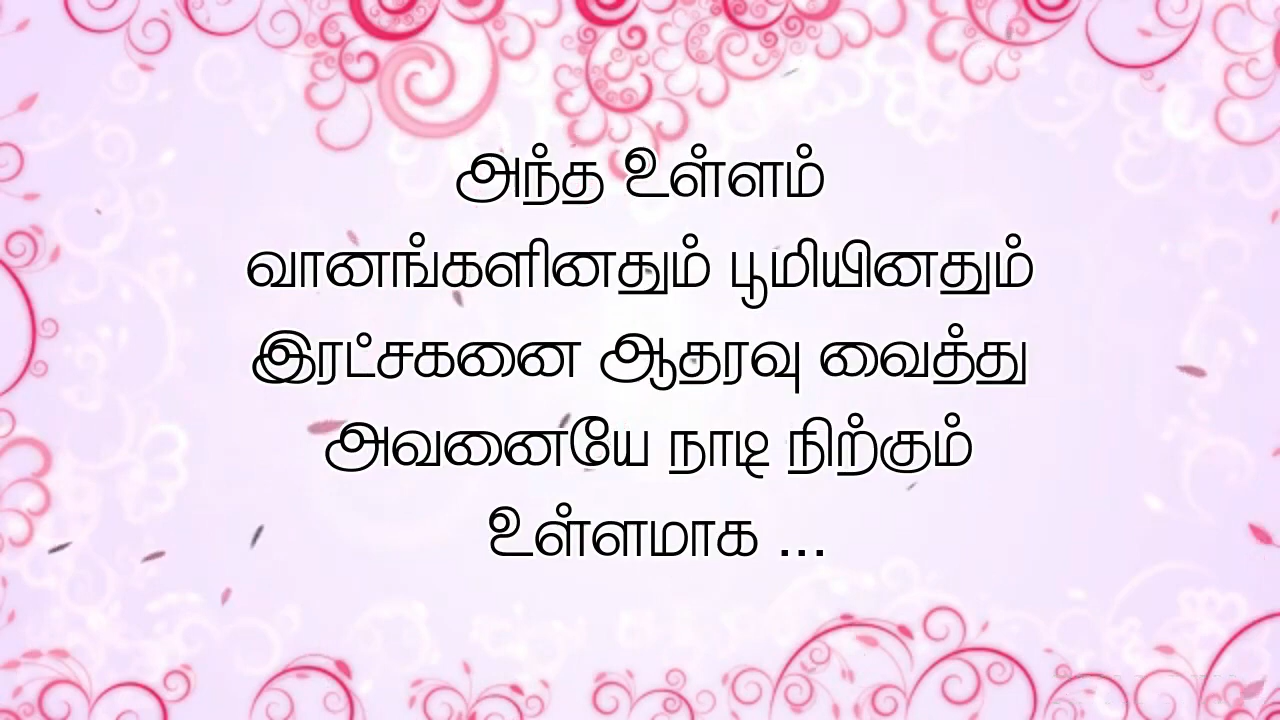 அந்த உள்ளம்
வானங்களினதும் பூமியினதும்
இரட்சகனை ஆதரவு வைத்து
அவனையே நாடி நிற்கும்
உள்ளமாக ...